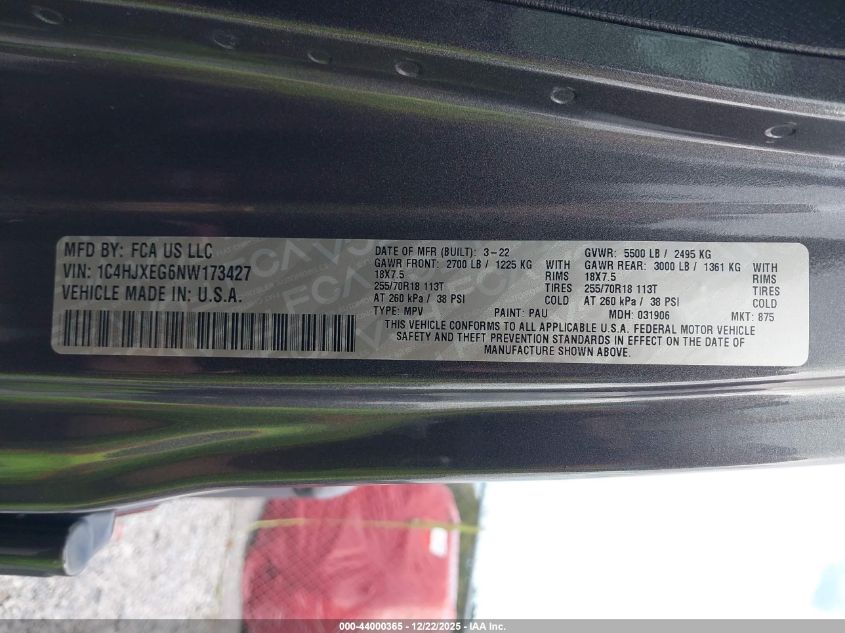 MFD BY: FCA US LLC
VIN: 1C4HJXEG6NW173427
VEHICLE MADE IN: U.S.A.
DATE OF MFR (BUILT): 3-22 GVWR: 5500 LB / 2495 KG
GAWR FRONT: 2700 LB / 1225 KG WITH GAWR REAR: 3000 LB / 1361 KG WITH
18X7.5 RIMS 18X7.5 RIMS
255/70R18 113T TIRES 255/70R18 113T TIRES
AT 260 kPa / 38 PSI COLD AT 260 kPa / 38 PSI COLD
TYPE: MPV PAINT: PAU MDH: 031906 MKT: 875
THIS VEHICLE CONFORMS TO ALL APPLICABLE U.S.A. FEDERAL MOTOR VEHICLE
SAFETY AND THEFT PREVENTION STANDARDS IN EFFECT ON THE DATE OF
MANUFACTURE SHOWN ABOVE.
000-44000365 | 12/22/2025 | IAA Inc.